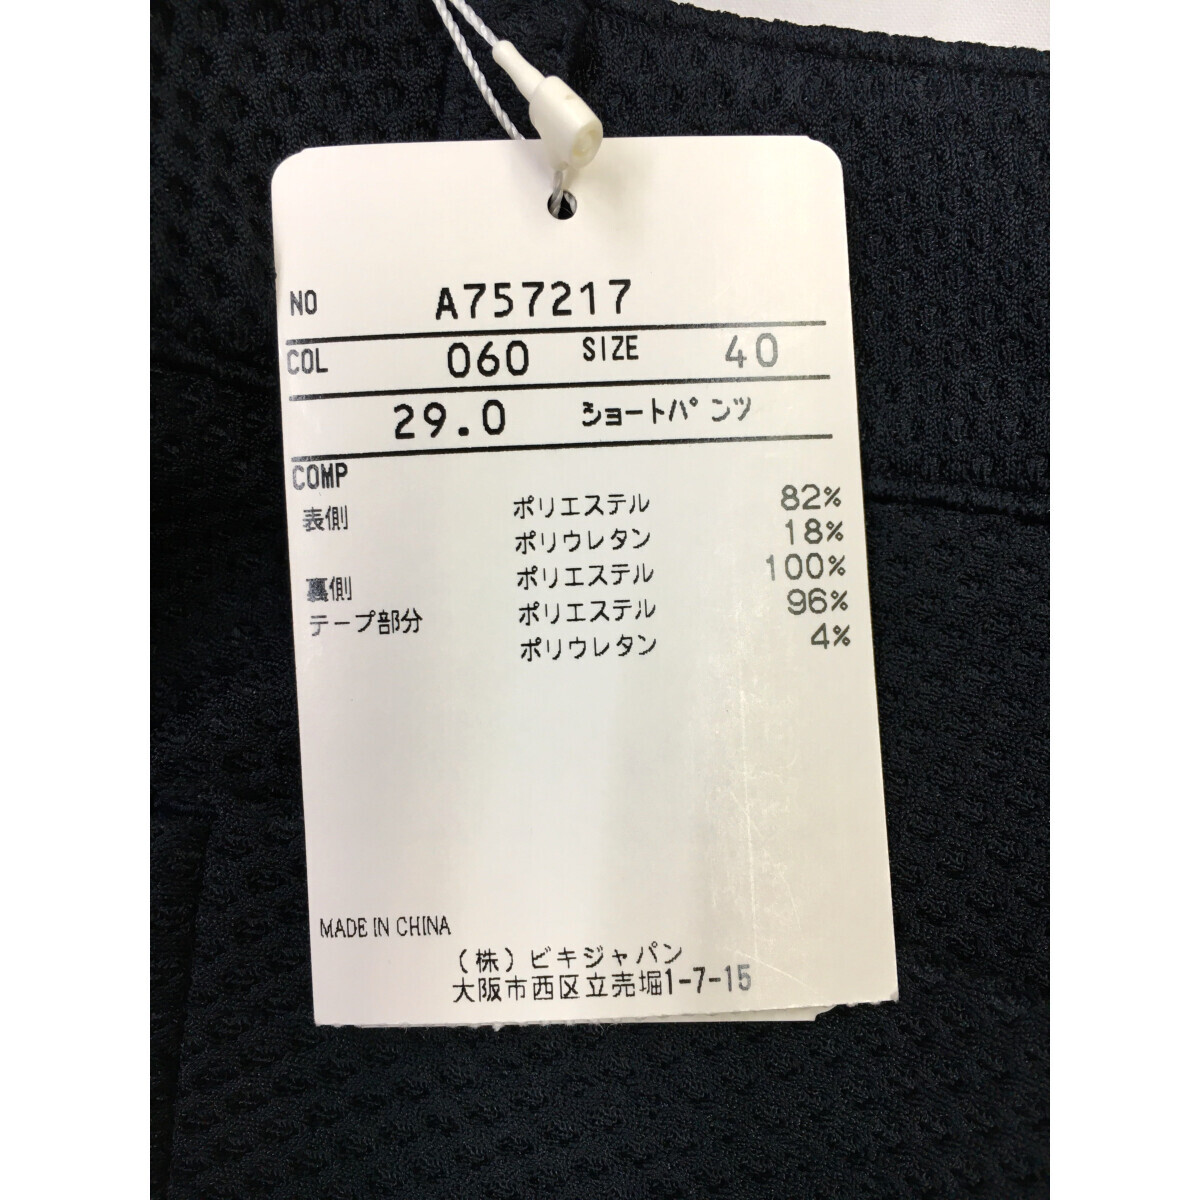 NO A757217
COL 060 SIZE 40
29.0 ショートパンツ
COMP
表側 ポリエステル 82%
ポリウレタン 18%
裏側 ポリエステル 100%
テープ部分 ポリエステル 96%
ポリウレタン 4%
MADE IN CHINA
(株)ビキジャパン
大阪市西区立売堀1-7-15